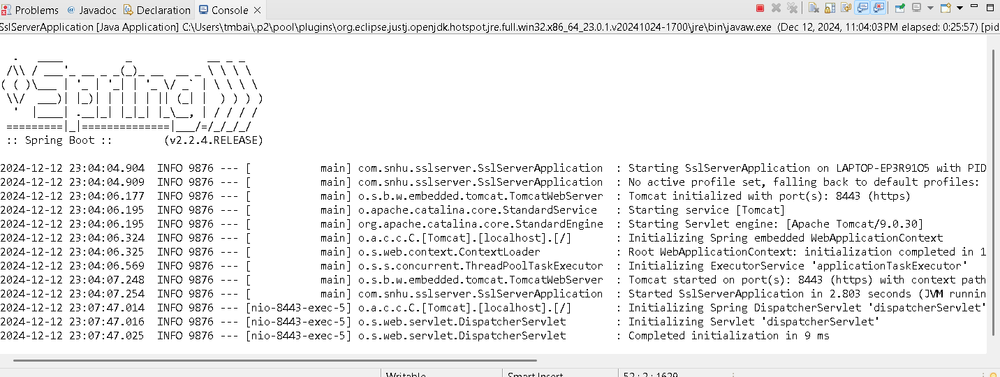 Problems Javadoc Declaration Console
SslServerApplication [Java Application] C:\Users\tmbai\.p2\pool\plugins\org.eclipse.justj.openjdk.hotspot.jre.full.win32.x86_64_23.0.1.v20241024-1700\jre\bin\javaw.exe (Dec 12, 2024, 11:04:03 PM elapsed: 0:25:57) [pid
  .   ____          _            __ _ _
 /\\ / ___'_ __ _ _(_)_ __  __ _ \ \ \ \
( ( )\___ | '_ | '_| | '_ \/ _` | \ \ \ \
 \\/  ___)| |_)| | | | | || (_| |  ) ) ) )
  '  |____| .__|_| |_|_| |_\__, | / / / /
 =========|_|==============|___/=/_/_/_/
 :: Spring Boot ::        (v2.2.4.RELEASE)
2024-12-12 23:04:04.904  INFO 9876 --- [           main] com.snhu.sslserver.SslServerApplication  : Starting SslServerApplication on LAPTOP-EP3R91O5 with PID
2024-12-12 23:04:04.909  INFO 9876 --- [           main] com.snhu.sslserver.SslServerApplication  : No active profile set, falling back to default profiles:
2024-12-12 23:04:06.177  INFO 9876 --- [           main] o.s.b.w.embedded.tomcat.TomcatWebServer  : Tomcat initialized with port(s): 8443 (https)
2024-12-12 23:04:06.195  INFO 9876 --- [           main] o.apache.catalina.core.StandardService   : Starting service [Tomcat]
2024-12-12 23:04:06.195  INFO 9876 --- [           main] org.apache.catalina.core.StandardEngine  : Starting Servlet engine: [Apache Tomcat/9.0.30]
2024-12-12 23:04:06.324  INFO 9876 --- [           main] o.a.c.c.C.[Tomcat].[localhost].[/]       : Initializing Spring embedded WebApplicationContext
2024-12-12 23:04:06.325  INFO 9876 --- [           main] o.s.web.context.ContextLoader            : Root WebApplicationContext: initialization completed in 1
2024-12-12 23:04:06.569  INFO 9876 --- [           main] o.s.s.concurrent.ThreadPoolTaskExecutor  : Initializing ExecutorService 'applicationTaskExecutor'
2024-12-12 23:04:07.248  INFO 9876 --- [           main] o.s.b.w.embedded.tomcat.TomcatWebServer  : Tomcat started on port(s): 8443 (https) with context path
2024-12-12 23:04:07.254  INFO 9876 --- [           main] com.snhu.sslserver.SslServerApplication  : Started SslServerApplication in 2.803 seconds (JVM runnin
2024-12-12 23:07:47.014  INFO 9876 --- [nio-8443-exec-5] o.a.c.c.C.[Tomcat].[localhost].[/]       : Initializing Spring DispatcherServlet 'dispatcherServlet'
2024-12-12 23:07:47.016  INFO 9876 --- [nio-8443-exec-5] o.s.web.servlet.DispatcherServlet        : Initializing Servlet 'dispatcherServlet'
2024-12-12 23:07:47.025  INFO 9876 --- [nio-8443-exec-5] o.s.web.servlet.DispatcherServlet        : Completed initialization in 9 ms
Writable Smart Insert 52 : 2 : 1629